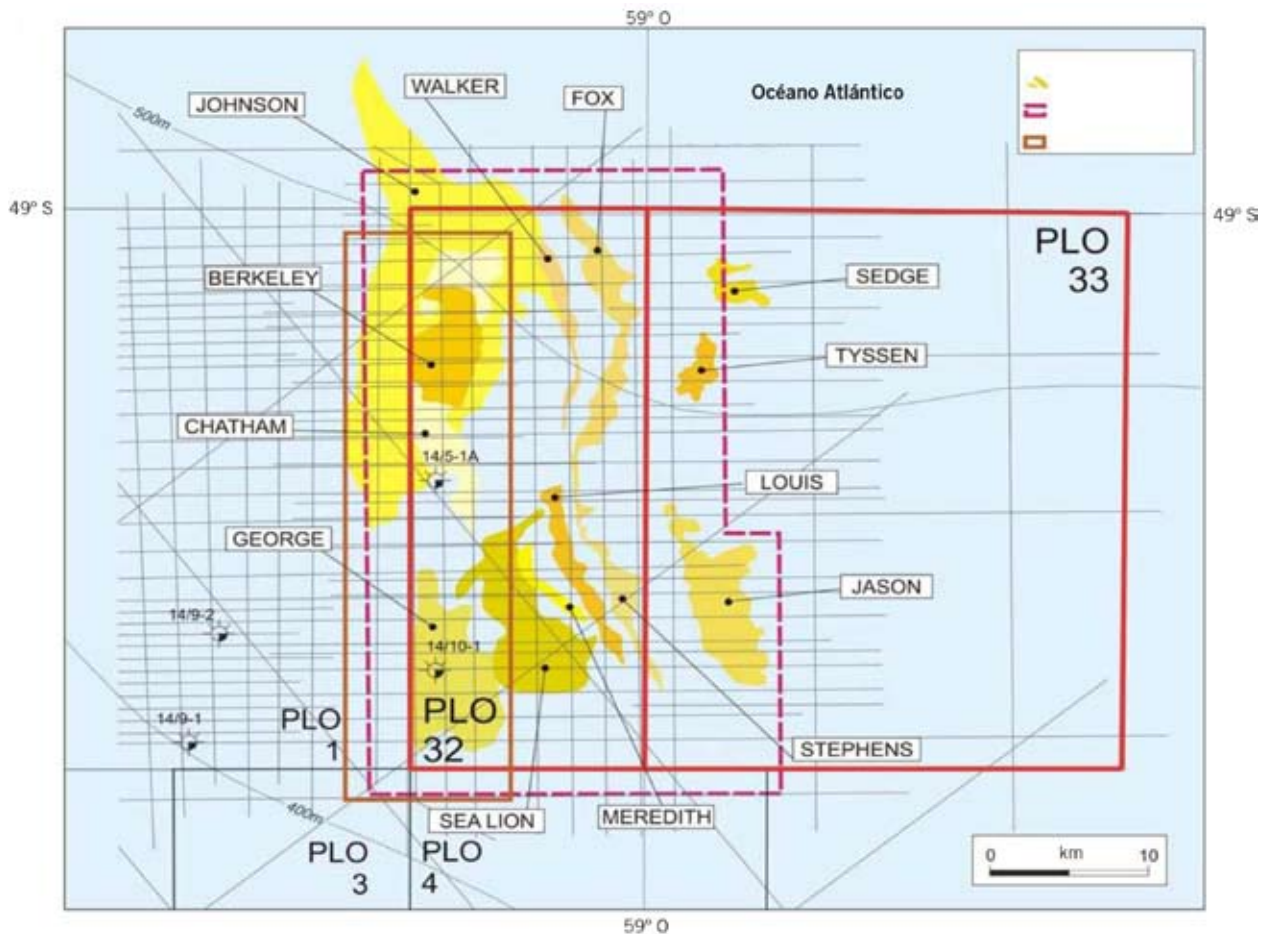 59º O
WALKER
FOX
Océano Atlántico
JOHNSON
500m
49º S
49º S
PLO
33
BERKELEY
SEDGE
TYSSEN
CHATHAM
14/5-1A
LOUIS
GEORGE
JASON
14/9-2
14/10-1
14/9-1
PLO
1
PLO
32
STEPHENS
400m
SEA LION
MEREDITH
PLO
3
PLO
4
0
km
10
59º O